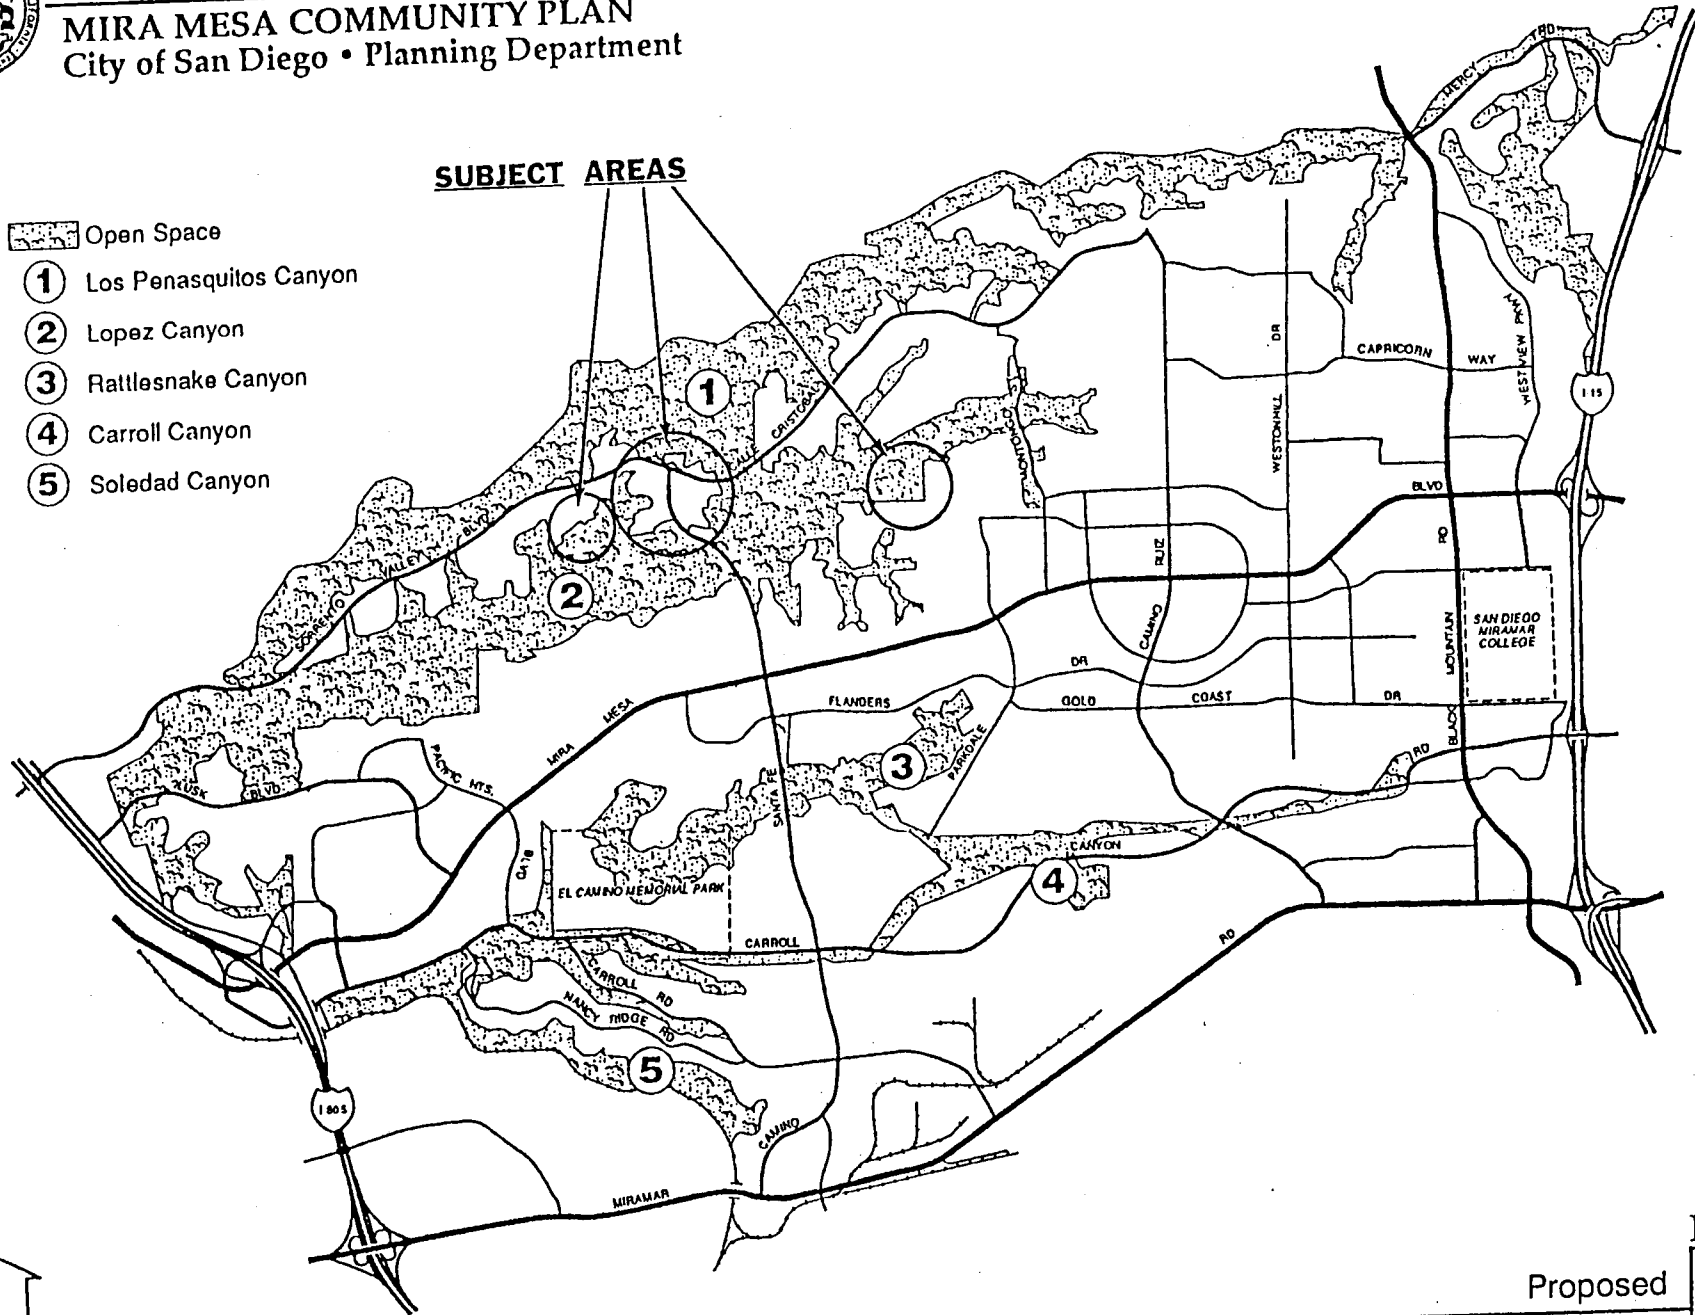 MIRA MESA COMMUNITY PLAN
City of San Diego • Planning Department
SUBJECT AREAS
Open Space
1 Los Penasquitos Canyon
2 Lopez Canyon
3 Rattlesnake Canyon
4 Carroll Canyon
5 Soledad Canyon
MERCY RD
1
CALLE CRISTOBAL
MONTONGO
DR
WESTONHILL
CAPRICORN WAY
WESTVIEW PKWY
I 15
BLVD
SORRENTO VALLEY BLVD
2
RUIZ
CAMINO
RD
MOUNTAIN
BLACK
SAN DIEGO
MIRAMAR
COLLEGE
DR
FLANDERS
GOLD COAST DR
MESA
MIRA
PACIFIC HTS.
BLVD
LUSK BLVD
SANTA FE
3
PARKDALE
RD
CANYON
4
EL CAMINO MEMORIAL PARK
CARROLL
RD
CARROLL RD
NANCY RIDGE RD
5
I 805
CAMINO
MIRAMAR
Proposed